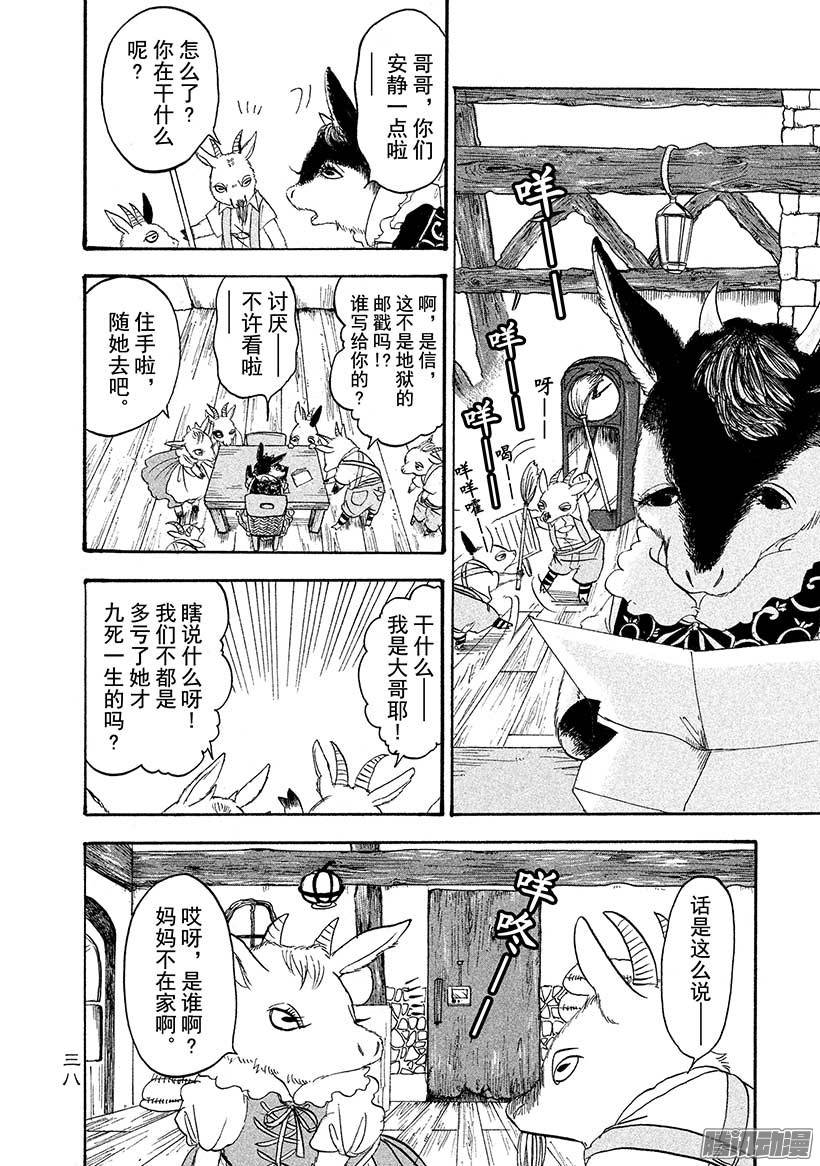 咩———
咩———
咩———
呀—
喝—
咩
咩嚯—
哥哥，你们
安静一点啦
——
怎么了？
你在干什么
呢？
啊，是信，
这不是地狱的
邮戳吗！？
谁写给你的？
讨厌——
不许看啦
——
住手啦，
随她去吧。
干什么——
我是大哥耶！
瞎说什么呀！
我们不都是
多亏了她才
九死一生的吗？
话是这么说
——
咩
咚——
哎呀，是谁啊？
妈妈不在家啊。
三八
腾讯动漫